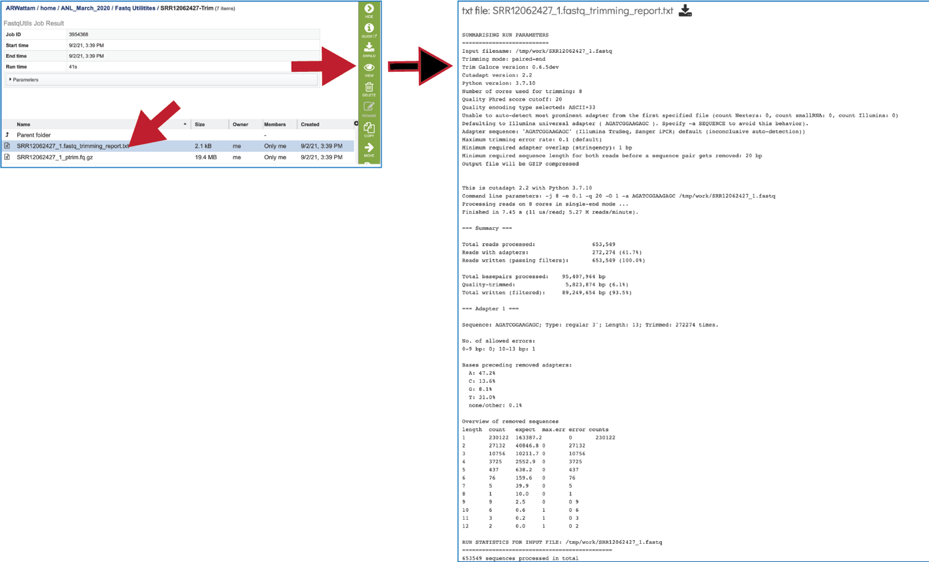 ARWattam / home / ANL_March_2020 / Fastq Utilitites / SRR12062427-Trim (7 items)
FastqUtils Job Result
Job ID 3954368
Start time 9/2/21, 3:39 PM
End time 9/2/21, 3:39 PM
Run time 41s
Parameters
Name Size Owner Members Created
Parent folder -
SRR12062427_1.fastq_trimming_report.txt 2.1 kB me Only me 9/2/21, 3:39 PM
SRR12062427_1_ptrim.fq.gz 19.4 MB me Only me 9/2/21, 3:39 PM
HIDE
GUIDE
DWNLD
VIEW
DELETE
RENAME
COPY
MOVE
txt file: SRR12062427_1.fastq_trimming_report.txt
SUMMARISING RUN PARAMETERS
==========================
Input filename: /tmp/work/SRR12062427_1.fastq
Trimming mode: paired-end
Trim Galore version: 0.6.5dev
Cutadapt version: 2.2
Python version: 3.7.10
Number of cores used for trimming: 8
Quality Phred score cutoff: 20
Quality encoding type selected: ASCII+33
Unable to auto-detect most prominent adapter from the first specified file (count Nextera: 0, count smallRNA: 0, count Illumina: 0)
Defaulting to Illumina universal adapter ( AGATCGGAAGAGC ). Specify -a SEQUENCE to avoid this behavior).
Adapter sequence: 'AGATCGGAAGAGC' (Illumina TruSeq, Sanger iPCR; default (inconclusive auto-detection))
Maximum trimming error rate: 0.1 (default)
Minimum required adapter overlap (stringency): 1 bp
Minimum required sequence length for both reads before a sequence pair gets removed: 20 bp
Output file will be GZIP compressed
This is cutadapt 2.2 with Python 3.7.10
Command line parameters: -j 8 -e 0.1 -q 20 -O 1 -a AGATCGGAAGAGC /tmp/work/SRR12062427_1.fastq
Processing reads on 8 cores in single-end mode ...
Finished in 7.45 s (11 us/read; 5.27 M reads/minute).
=== Summary ===
Total reads processed: 653,549
Reads with adapters: 272,274 (41.7%)
Reads written (passing filters): 653,549 (100.0%)
Total basepairs processed: 95,487,964 bp
Quality-trimmed: 5,823,874 bp (6.1%)
Total written (filtered): 89,249,654 bp (93.5%)
=== Adapter 1 ===
Sequence: AGATCGGAAGAGC; Type: regular 3'; Length: 13; Trimmed: 272274 times.
No. of allowed errors:
0-9 bp: 0; 10-13 bp: 1
Bases preceding removed adapters:
A: 47.2%
C: 13.6%
G: 8.1%
T: 31.0%
none/other: 0.1%
Overview of removed sequences
length count expect max.err error counts
1 230122 163387.2 0 230122
2 27132 40846.8 0 27132
3 10756 10211.7 0 10756
4 3725 2552.9 0 3725
5 437 638.2 0 437
6 76 159.6 0 76
7 5 39.9 0 5
8 1 10.0 0 1
9 9 2.5 0 0 9
10 6 0.6 1 0 6
11 3 0.2 1 0 3
12 2 0.0 1 0 2
RUN STATISTICS FOR INPUT FILE: /tmp/work/SRR12062427_1.fastq
=============================================
653549 sequences processed in total